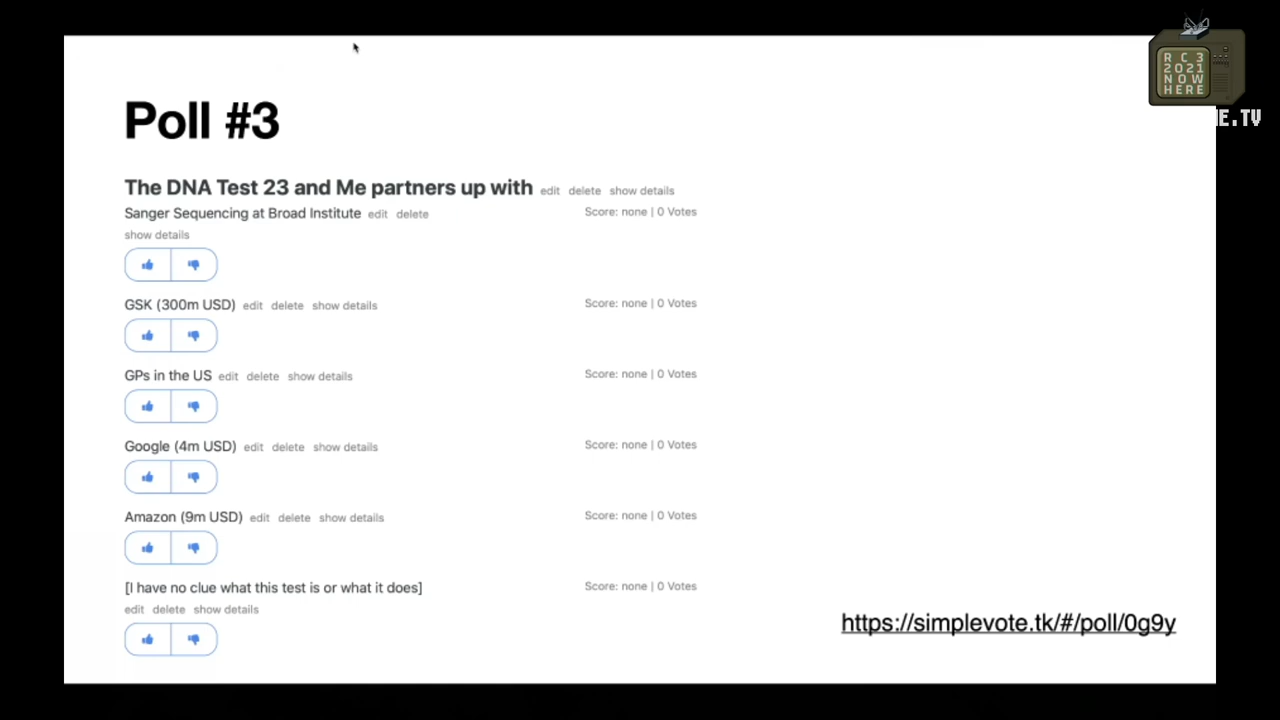 R C 3
2021
NOW
HERE
E.TV
Poll #3
The DNA Test 23 and Me partners up with edit delete show details
Sanger Sequencing at Broad Institute edit delete Score: none | 0 Votes
show details
GSK (300m USD) edit delete show details Score: none | 0 Votes
GPs in the US edit delete show details Score: none | 0 Votes
Google (4m USD) edit delete show details Score: none | 0 Votes
Amazon (9m USD) edit delete show details Score: none | 0 Votes
[I have no clue what this test is or what it does] Score: none | 0 Votes
edit delete show details
https://simplevote.tk/#/poll/0g9y